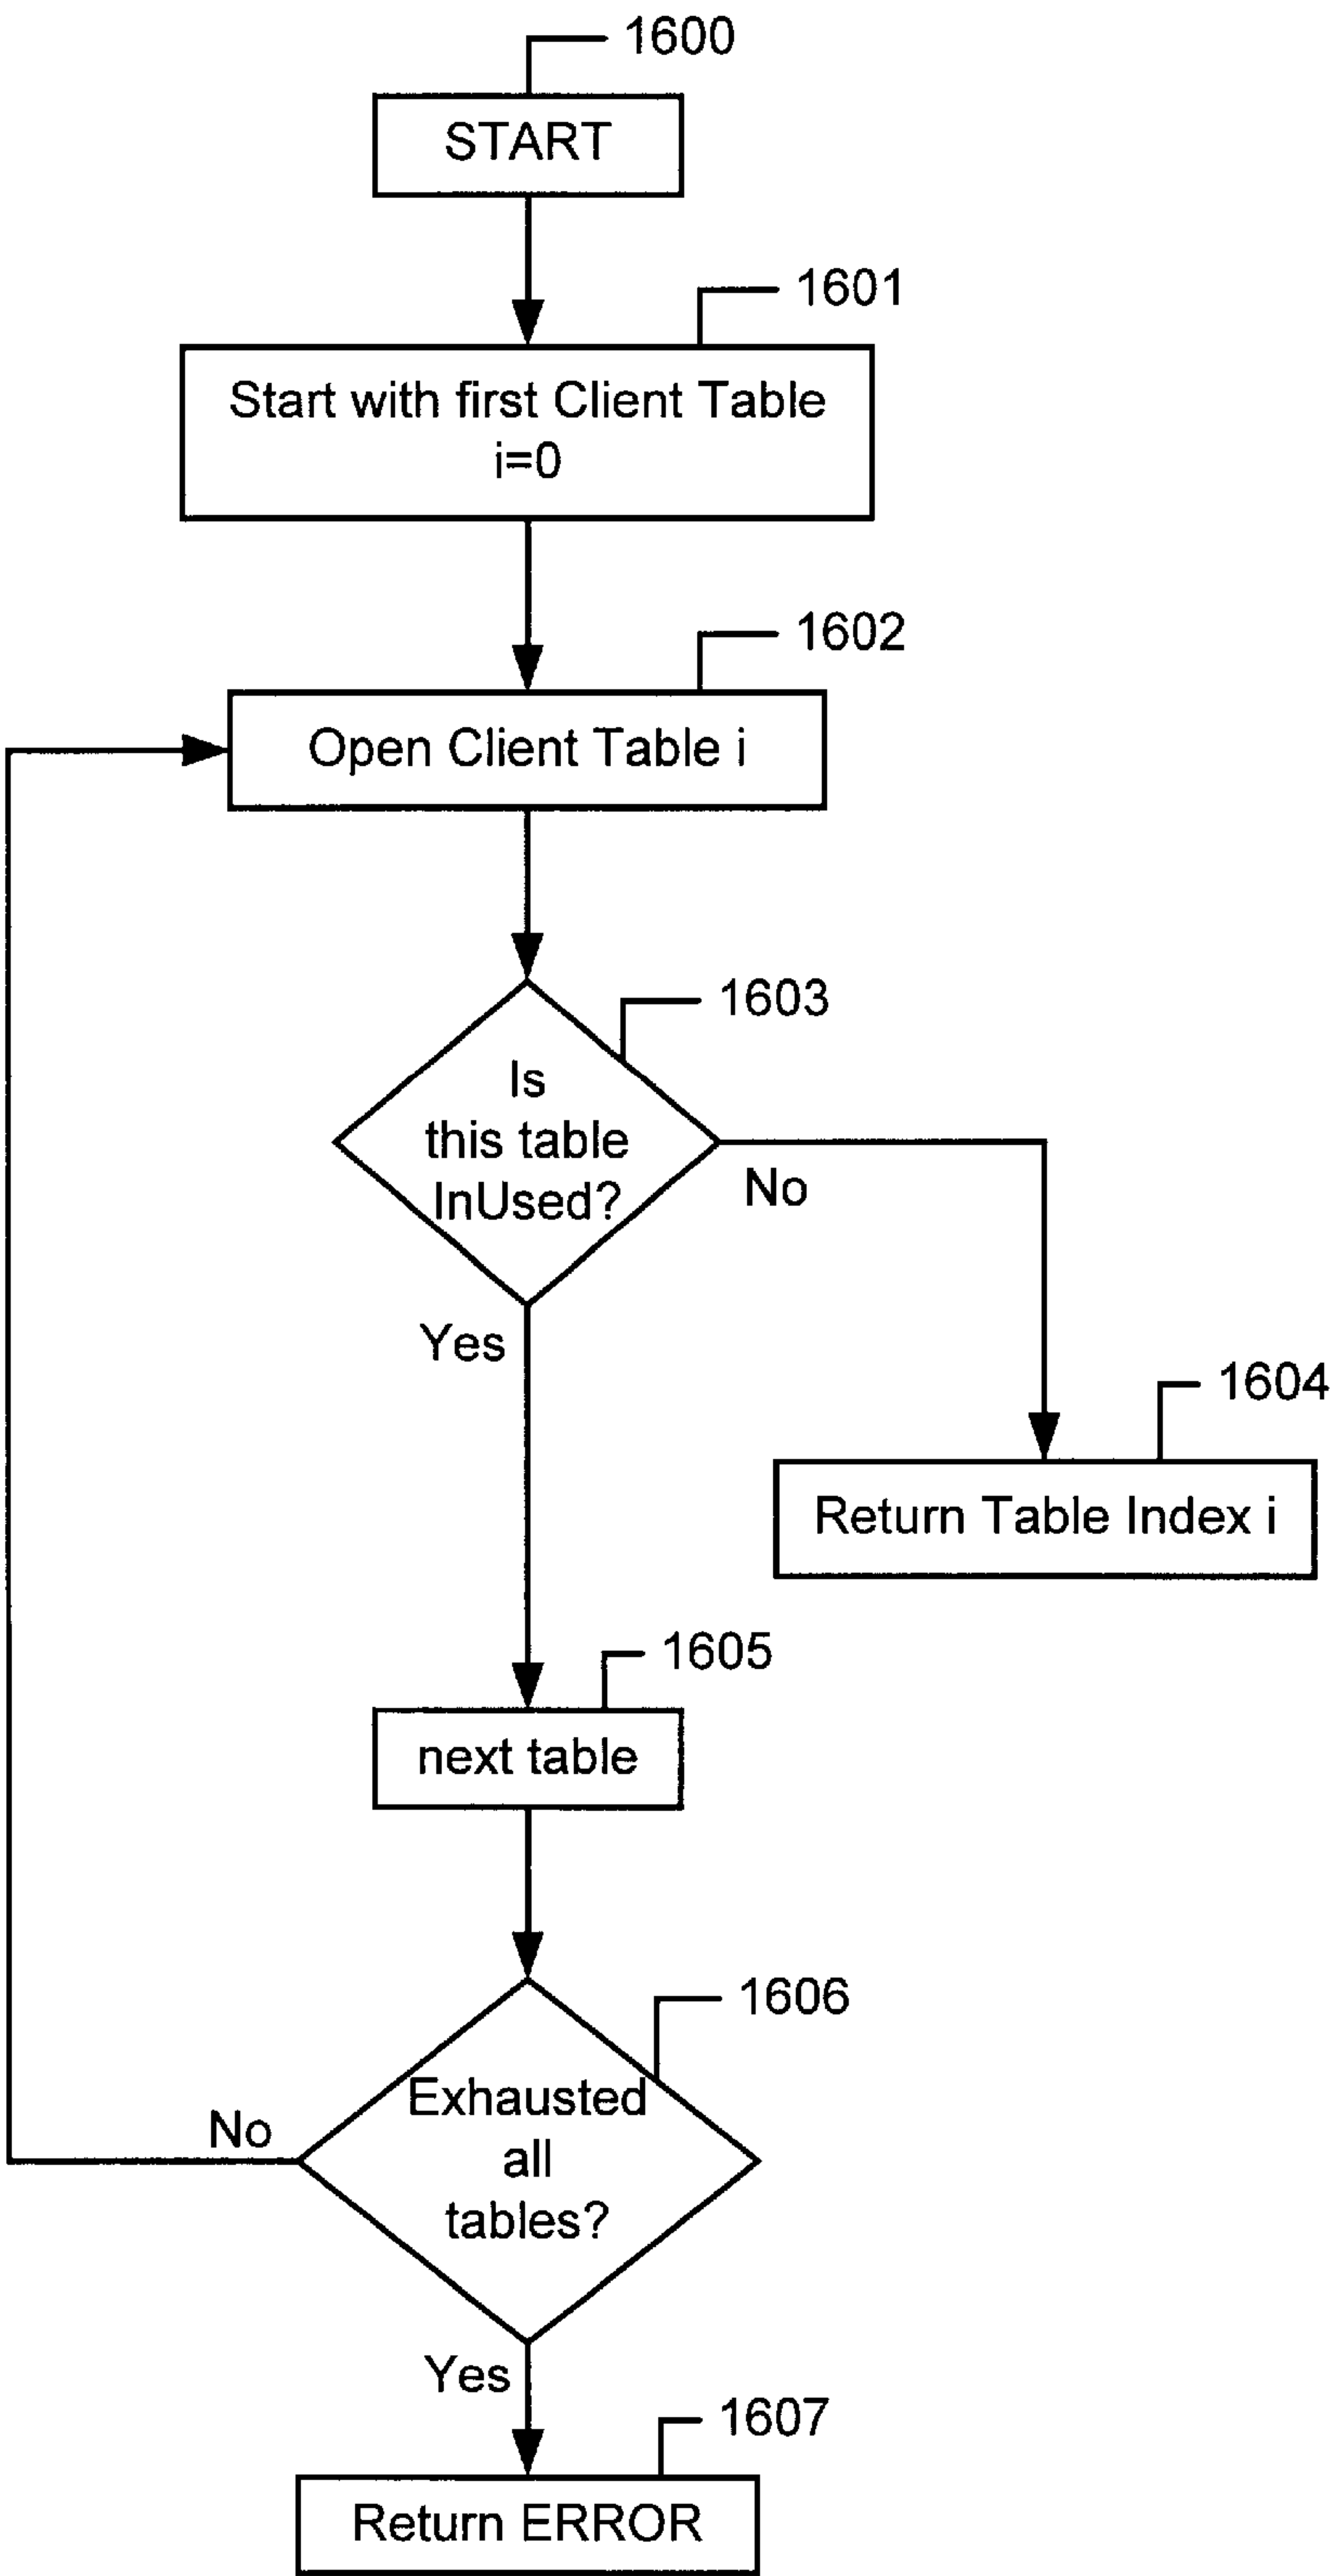 1600
START
1601
Start with first Client Table
i=0
1602
Open Client Table i
1603
Is
this table
InUsed?
No
Yes
1604
Return Table Index i
1605
next table
1606
Exhausted
all
tables?
No
Yes
1607
Return ERROR